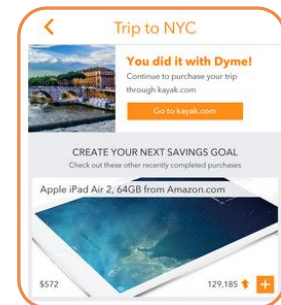 Trip to NYC
You did it with Dyme!
Continue to purchase your trip
through kayak.com
Go to kayak.com
CREATE YOUR NEXT SAVINGS GOAL
Check out these other recently completed purchases
Apple iPad Air 2, 64GB from Amazon.com
$572
129,185